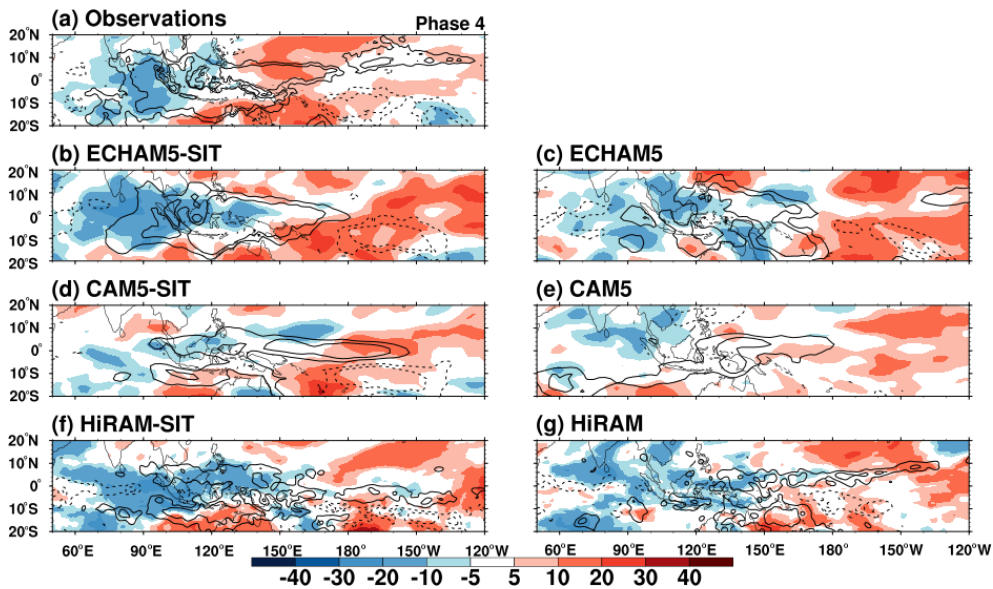 (a) Observations Phase 4
20°N
10°N
0°
10°S
20°S
(b) ECHAM5-SIT (c) ECHAM5
20°N
10°N
0°
10°S
20°S
(d) CAM5-SIT (e) CAM5
20°N
10°N
0°
10°S
20°S
(f) HiRAM-SIT (g) HiRAM
20°N
10°N
0°
10°S
20°S
60°E 90°E 120°E 150°E 180° 150°W 120°W 60°E 90°E 120°E 150°E 180° 150°W 120°W
-40 -30 -20 -10 -5 5 10 20 30 40